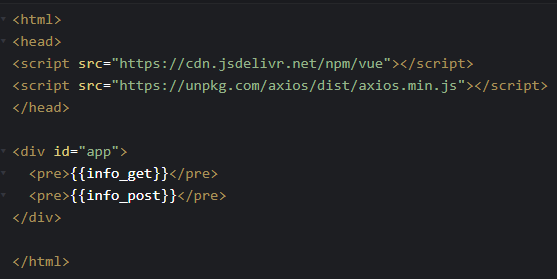 <html>
<head>
<script src="https://cdn.jsdelivr.net/npm/vue"></script>
<script src="https://unpkg.com/axios/dist/axios.min.js"></script>
</head>

<div id="app">
  <pre>{{info_get}}</pre>
  <pre>{{info_post}}</pre>
</div>

</html>